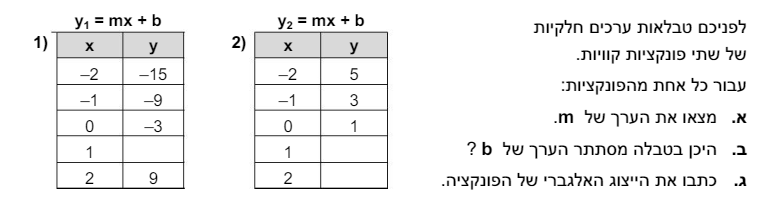 לפניכם טבלאות ערכים חלקיות
של שתי פונקציות קוויות.
עבור כל אחת מהפונקציות:
א. מצאו את הערך של m.
ב. היכן בטבלה מסתתר הערך של b ?
ג. כתבו את הייצוג האלגברי של הפונקציה.
y₁ = mx + b
1)
x y
–2 –15
–1 –9
0 –3
1
2 9
y₂ = mx + b
2)
x y
–2 5
–1 3
0 1
1
2